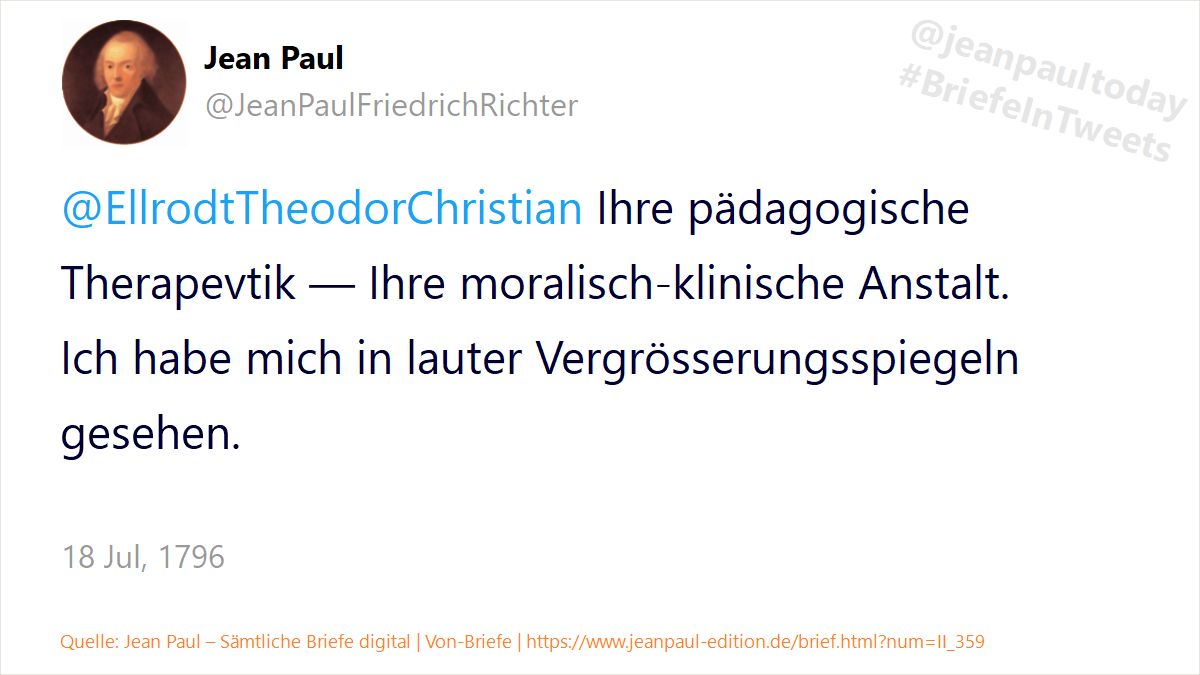 Jean Paul
@JeanPaulFriedrichRichter
@jeanpaultoday
#BriefeInTweets
@EllrodtTheodorChristian Ihre pädagogische
Therapevtik — Ihre moralisch-klinische Anstalt.
Ich habe mich in lauter Vergrösserungsspiegeln
gesehen.
18 Jul, 1796
Quelle: Jean Paul – Sämtliche Briefe digital | Von-Briefe | https://www.jeanpaul-edition.de/brief.html?num=II_359